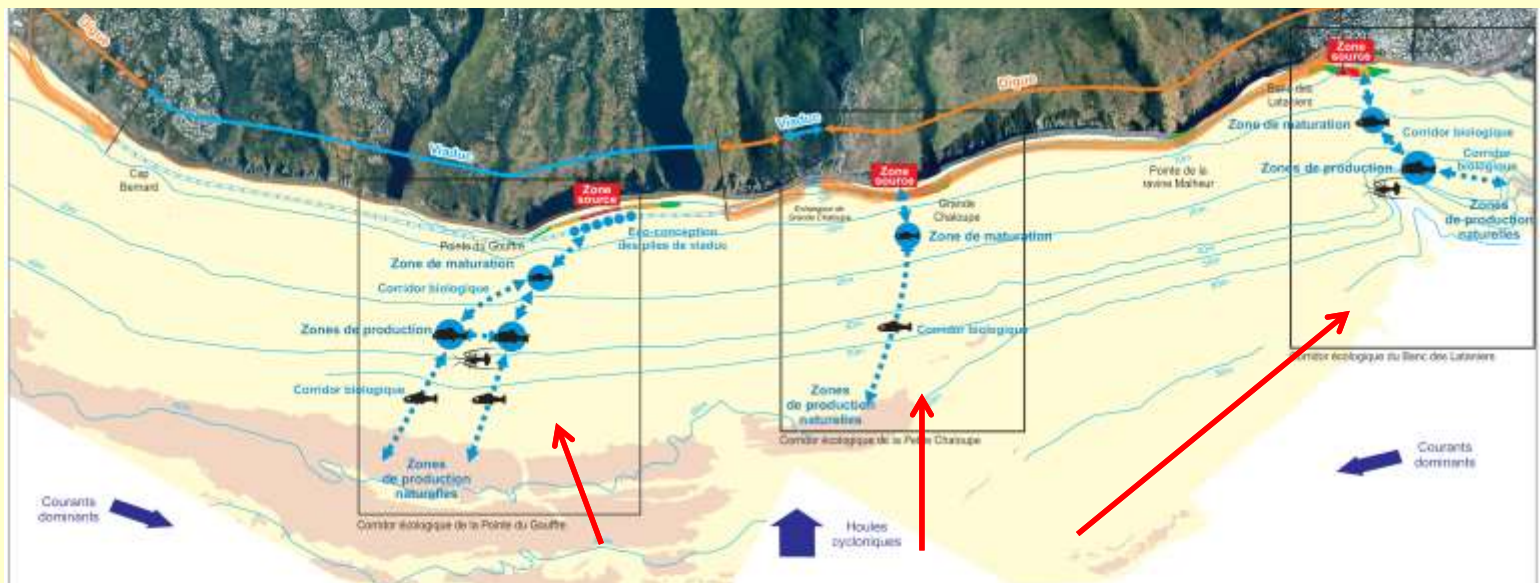 Digue
Viaduc
Viaduc
Digue
Zone
source
Banc des
Lataniers
Zone de maturation
Corridor biologique
Zones de production
Corridor
biologique
Zones
de production
naturelles
Corridor écologique du Banc des Lataniers
Cap
Bernard
Zone
source
Pointe du Gouffre
Eco-conception
des piles de viaduc
Zone de maturation
Corridor biologique
Zones de production
Corridor biologique
Zones
de production
naturelles
Corridor écologique de la Pointe du Gouffre
Zone
source
Echangeur de
Grande Chaloupe
Grande
Chaloupe
Zone de maturation
Corridor biologique
Zones
de production
naturelles
Corridor écologique de la Petite Chaloupe
Pointe de la
ravine Malheur
Courants
dominants
Houles
cycloniques
Courants
dominants